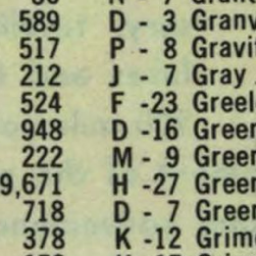 589 D - 3 Granv
517 P - 8 Gravit
212 J - 7 Gray
524 F -23 Greel
948 D -16 Green
222 M - 9 Green
9,671 H -27 Green
718 D - 7 Green
378 K -12 Grime